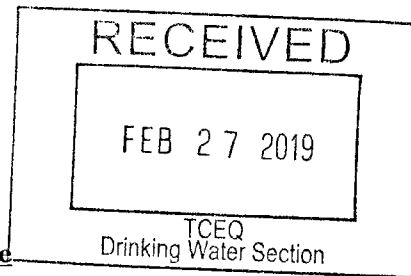 RECEIVED
FEB 27 2019
TCEQ
Drinking Water Section
e